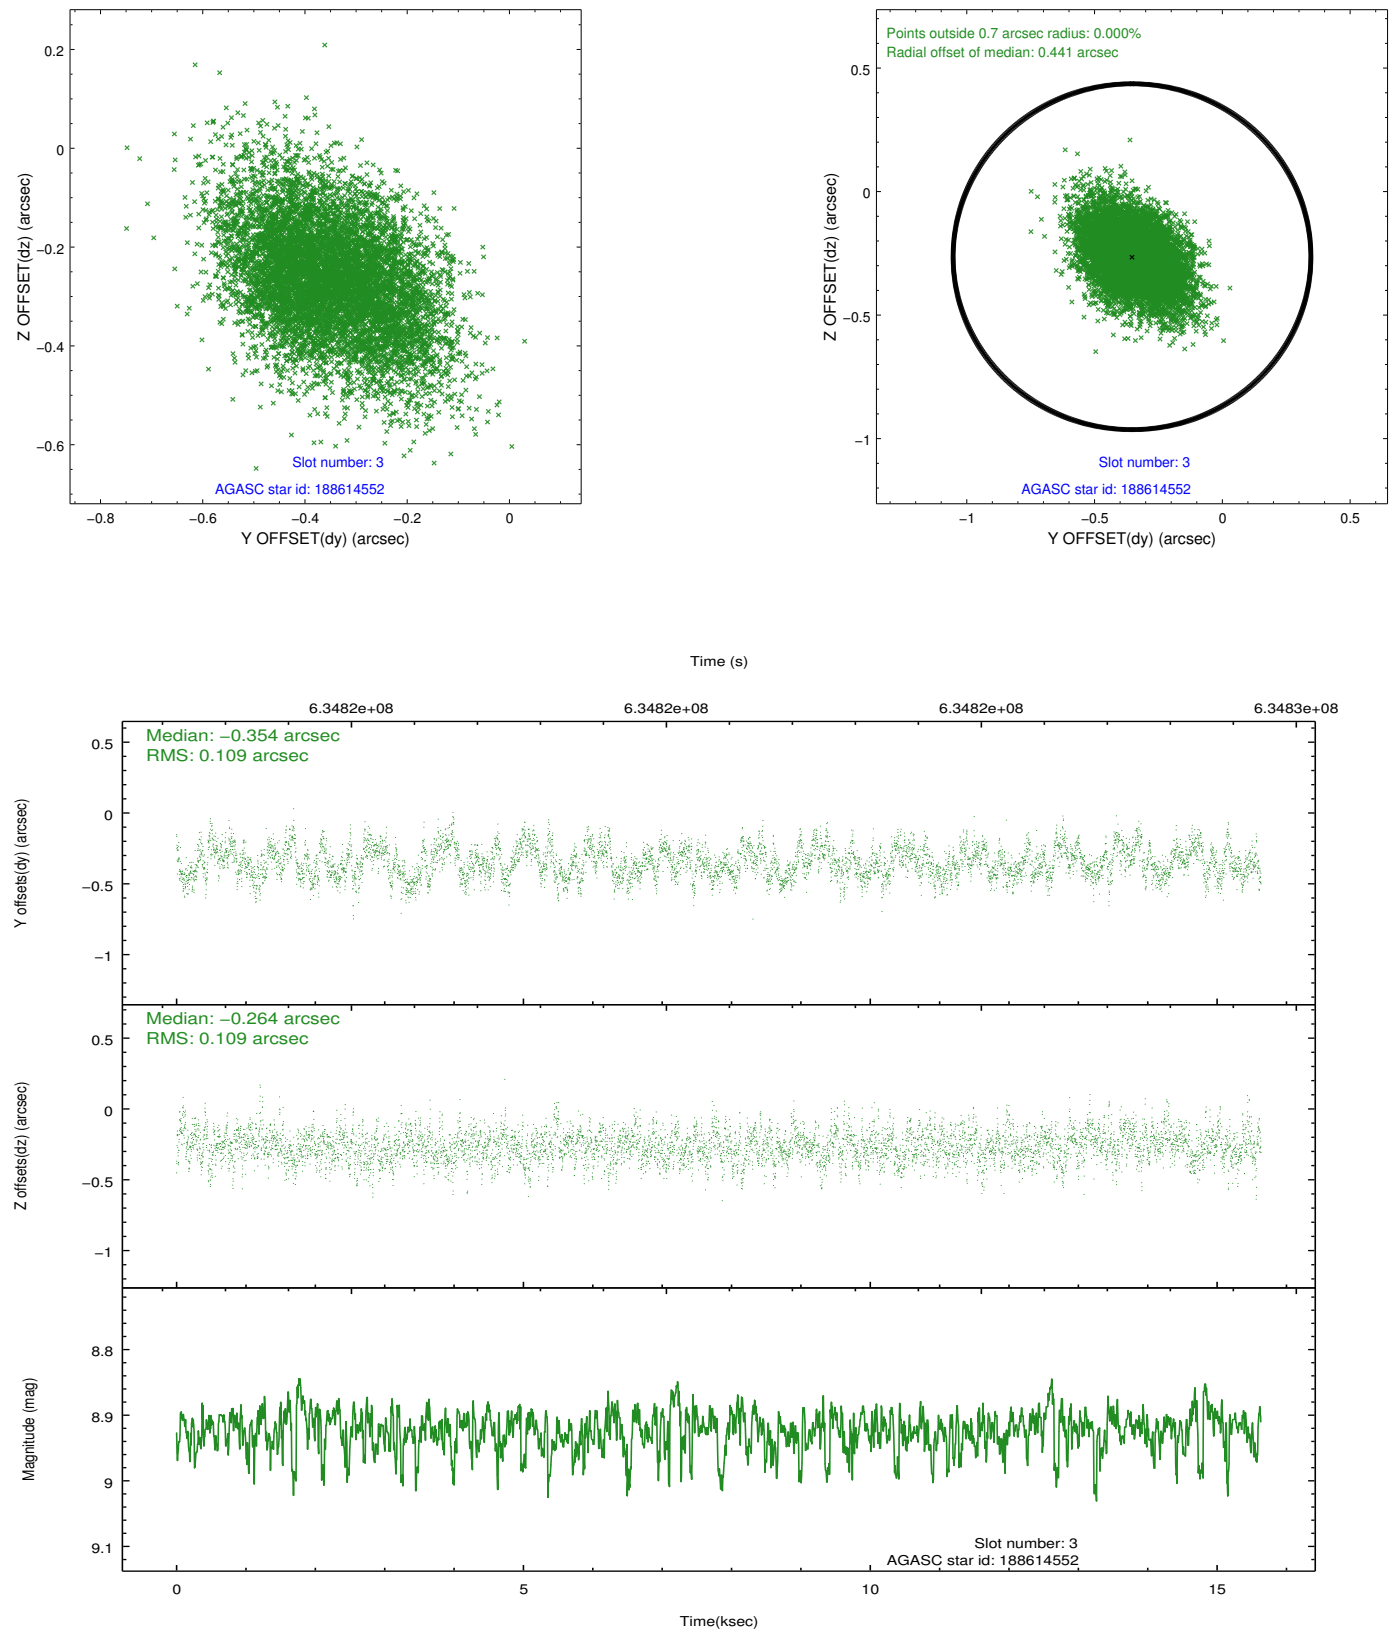 0.2
0
−0.2
−0.4
−0.6
Z OFFSET(dz) (arcsec)
Slot number: 3
AGASC star id: 188614552
−0.8
−0.6
−0.4
−0.2
0
Y OFFSET(dy) (arcsec)
Points outside 0.7 arcsec radius: 0.000%
Radial offset of median: 0.441 arcsec
0.5
0
−0.5
−1
Z OFFSET(dz) (arcsec)
Slot number: 3
AGASC star id: 188614552
−1
−0.5
0
0.5
Y OFFSET(dy) (arcsec)
Time (s)
6.3482e+08
6.3482e+08
6.3482e+08
6.3483e+08
Median: −0.354 arcsec
RMS: 0.109 arcsec
0.5
0
−0.5
−1
Y offsets(dy) (arcsec)
Median: −0.264 arcsec
RMS: 0.109 arcsec
0.5
0
−0.5
−1
Z offsets(dz) (arcsec)
8.8
8.9
9
9.1
Magnitude (mag)
Slot number: 3
AGASC star id: 188614552
0
5
10
15
Time(ksec)